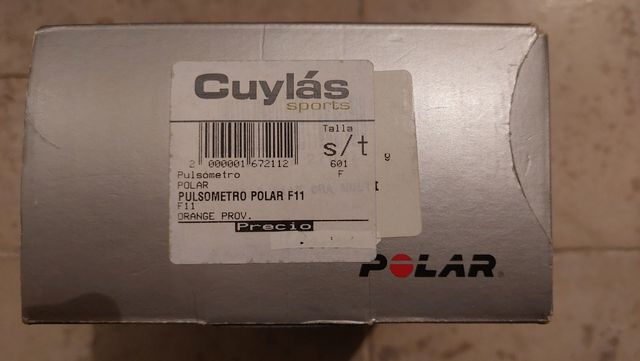 Cuylás
sports
Talla
s/t
2 000001 672112
601
F
Pulsometro
POLAR
PULSOMETRO POLAR F11
F11
ORANGE PROV.
Precio
POLAR